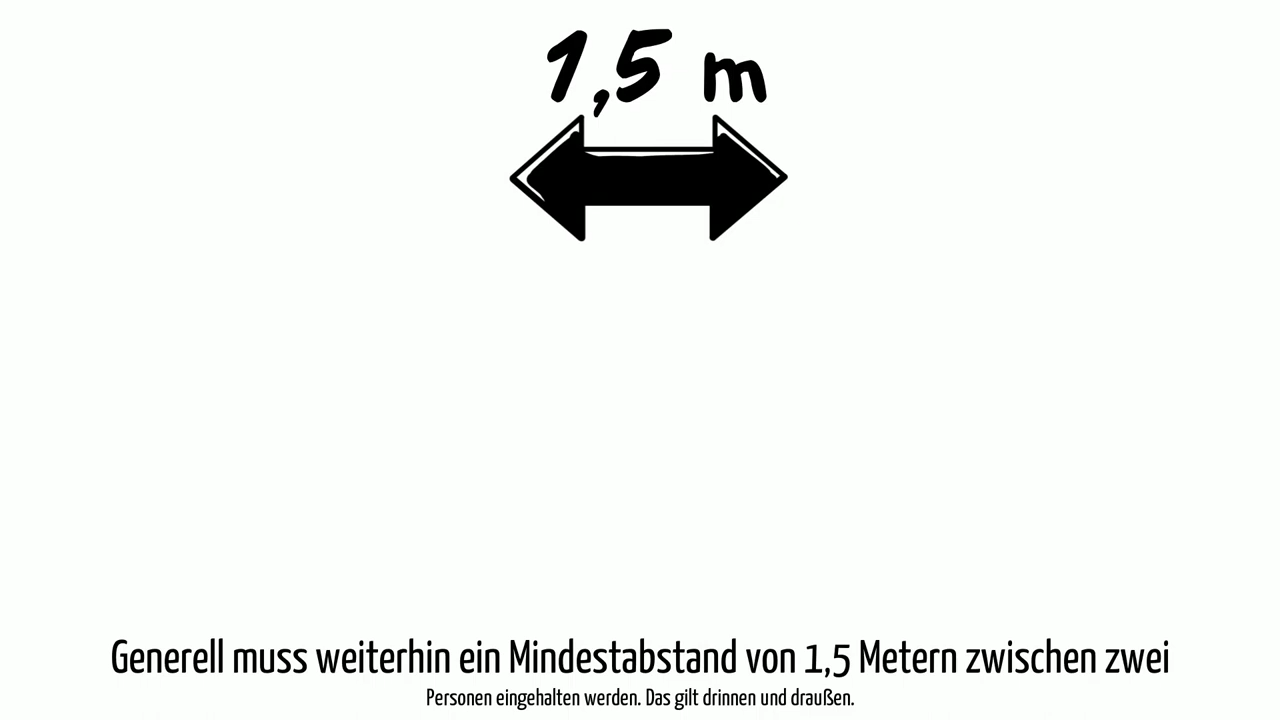 1,5 m
Generell muss weiterhin ein Mindestabstand von 1,5 Metern zwischen zwei
Personen eingehalten werden. Das gilt drinnen und draußen.